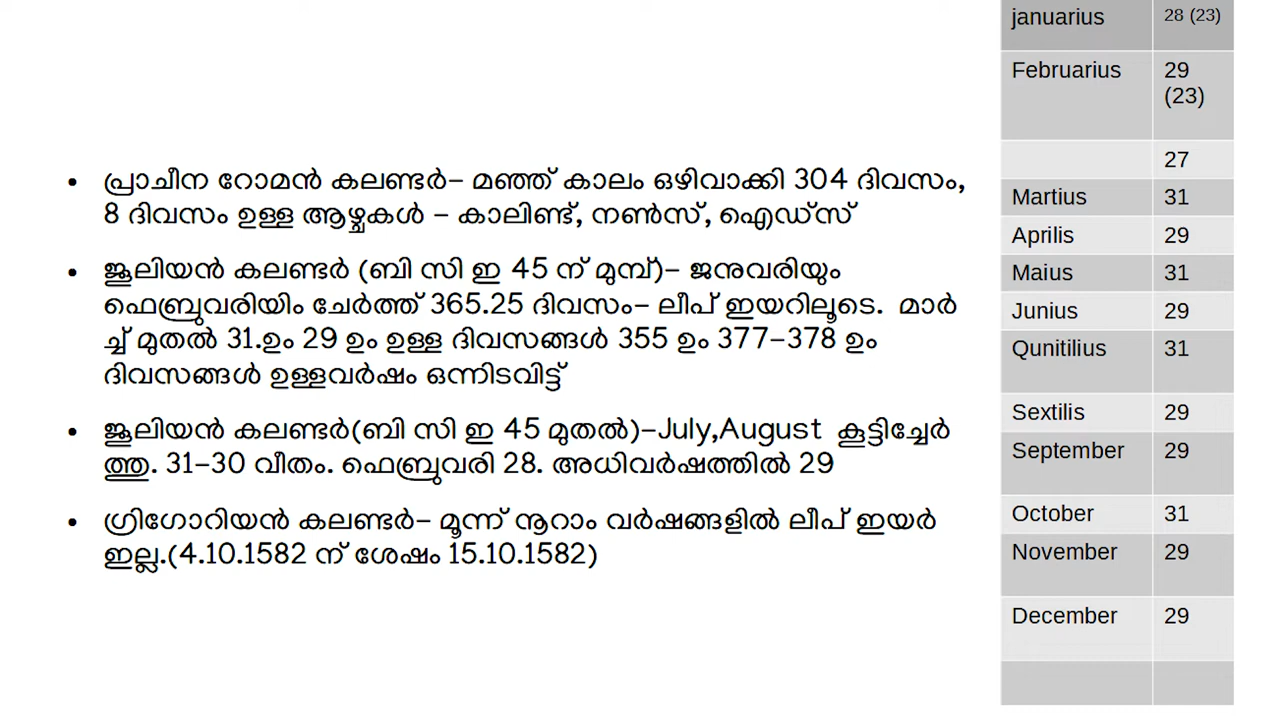 • പ്രാചീന റോമൻ കലണ്ടർ– മഞ്ഞ് കാലം ഒഴിവാക്കി 304 ദിവസം,
8 ദിവസം ഉള്ള ആഴ്ചകൾ – കാലിണ്ട്, നൺസ്, ഐഡ്സ്
• ജൂലിയൻ കലണ്ടർ (ബി സി ഇ 45 ന് മുമ്പ്)– ജനുവരിയും
ഫെബ്രുവരിയിം ചേർത്ത് 365.25 ദിവസം– ലീപ് ഇയറിലൂടെ. മാർ
ച്ച് മുതൽ 31.ഉം 29 ഉം ഉള്ള ദിവസങ്ങൾ 355 ഉം 377–378 ഉം
ദിവസങ്ങൾ ഉള്ളവർഷം ഒന്നിടവിട്ട്
• ജൂലിയൻ കലണ്ടർ(ബി സി ഇ 45 മുതൽ)–July,August കൂട്ടിച്ചേർ
ത്തു. 31–30 വീതം. ഫെബ്രുവരി 28. അധിവർഷത്തിൽ 29
• ഗ്രിഗോറിയൻ കലണ്ടർ– മൂന്ന് നൂറാം വർഷങ്ങളിൽ ലീപ് ഇയർ
ഇല്ല.(4.10.1582 ന് ശേഷം 15.10.1582)
januarius 28 (23)
Februarius 29
(23)
27
Martius 31
Aprilis 29
Maius 31
Junius 29
Qunitilius 31
Sextilis 29
September 29
October 31
November 29
December 29